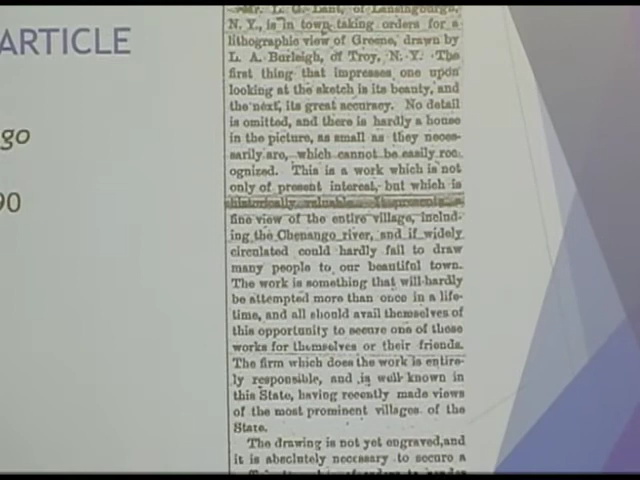 ARTICLE
go
90
Mr. L. G. Lant, of Lansingburgh,
N. Y., is in town taking orders for a
lithographic view of Greene, drawn by
L. A. Burleigh, of Troy, N. Y. The
first thing that impresses one upon
looking at the sketch is its beauty, and
the next, its great accuracy. No detail
is omitted, and there is hardly a house
in the picture, as small as they neces-
sarily are, which cannot be easily rec-
ognized. This is a work which is not
only of present interest, but which is
historically valuable. It presents a
fine view of the entire village, includ-
ing the Chenango river, and if widely
circulated could hardly fail to draw
many people to our beautiful town.
The work is something that will hardly
be attempted more than once in a life-
time, and all should avail themselves of
this opportunity to secure one of these
works for themselves or their friends.
The firm which does the work is entire-
ly responsible, and is well known in
this State, having recently made views
of the most prominent villages of the
State.
The drawing is not yet engraved, and
it is absolutely necessary to secure a